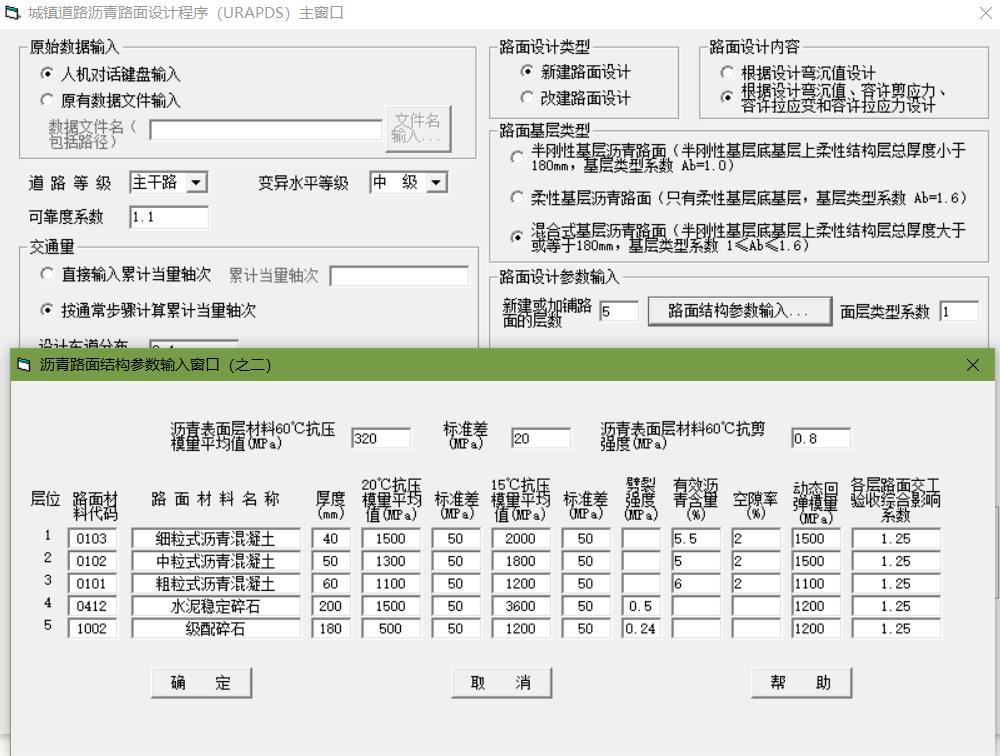 城镇道路沥青路面设计程序（URAPDS）主窗口
原始数据输入
人机对话键盘输入
原有数据文件输入
数据文件名（
包括路径）
文件名
输入...
道 路 等 级 主干路 变异水平等级 中 级
可靠度系数 1.1
交通量
直接输入累计当量轴次 累计当量轴次
按通常步骤计算累计当量轴次
路面设计类型
新建路面设计
改建路面设计
路面设计内容
根据设计弯沉值设计
根据设计弯沉值、容许剪应力、
容许拉应变和容许拉应力设计
路面基层类型
半刚性基层沥青路面（半刚性基层底基层上柔性结构层总厚度小于
180mm，基层类型系数 Ab=1.0）
柔性基层沥青路面（只有柔性基层底基层，基层类型系数 Ab=1.6）
混合式基层沥青路面（半刚性基层底基层上柔性结构层总厚度大于
或等于180mm，基层类型系数 1≤Ab≤1.6）
路面设计参数输入
新建或加铺路
面的层数
5 路面结构参数输入... 面层类型系数 1
沥青路面结构参数输入窗口（之二）
沥青表面层材料60℃抗压
模量平均值(MPa)
320
标准差
(MPa)
20
沥青表面层材料60℃抗剪
强度(MPa)
0.8
层位
路面材
料代码
路 面 材 料 名 称
厚度
(mm)
20℃抗压
模量平均
值(MPa)
标准差
(MPa)
15℃抗压
模量平均
值(MPa)
标准差
(MPa)
劈裂
强度
(MPa)
有效沥
青含量
(%)
空隙率
(%)
动态回
弹模量
(MPa)
各层路面交工
验收综合影响
系数
1 0103 细粒式沥青混凝土 40 1500 50 2000 50 5.5 2 1500 1.25
2 0102 中粒式沥青混凝土 50 1300 50 1800 50 5 2 1500 1.25
3 0101 粗粒式沥青混凝土 60 1100 50 1200 50 6 2 1100 1.25
4 0412 水泥稳定碎石 200 1500 50 3600 50 0.5 1200 1.25
5 1002 级配碎石 180 500 50 1200 50 0.24 1200 1.25
确 定 取 消 帮 助